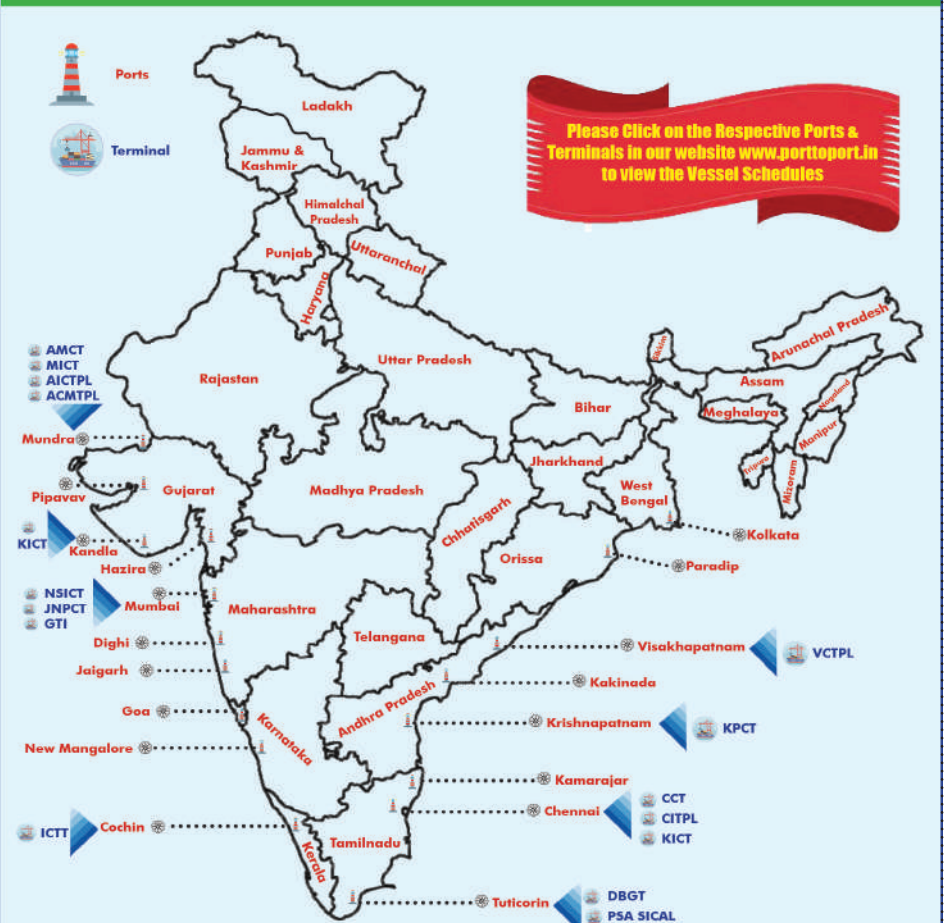 Ports
Terminal
Please Click on the Respective Ports &
Terminals in our website www.porttoport.in
to view the Vessel Schedules
Ladakh
Jammu &
Kashmir
Himalchal
Pradesh
Punjab
Uttaranchal
Haryana
Rajastan
Uttar Pradesh
Bihar
Sikkim
Arunachal Pradesh
Assam
Meghalaya
Nagaland
Manipur
Tripura
Mizoram
Jharkhand
West
Bengal
Gujarat
Madhya Pradesh
Chhatisgarh
Orissa
Maharashtra
Telangana
Andhra Pradesh
Karnataka
Kerala
Tamilnadu
AMCT
MICT
AICTPL
ACMTPL
Mundra
Pipavav
KICT
Kandla
Hazira
NSICT
JNPCT
GTI
Mumbai
Dighi
Jaigarh
Goa
New Mangalore
ICTT
Cochin
Kolkata
Paradip
Visakhapatnam
VCTPL
Kakinada
Krishnapatnam
KPCT
Kamarajar
Chennai
CCT
CITPL
KICT
Tuticorin
DBGT
PSA SICAL